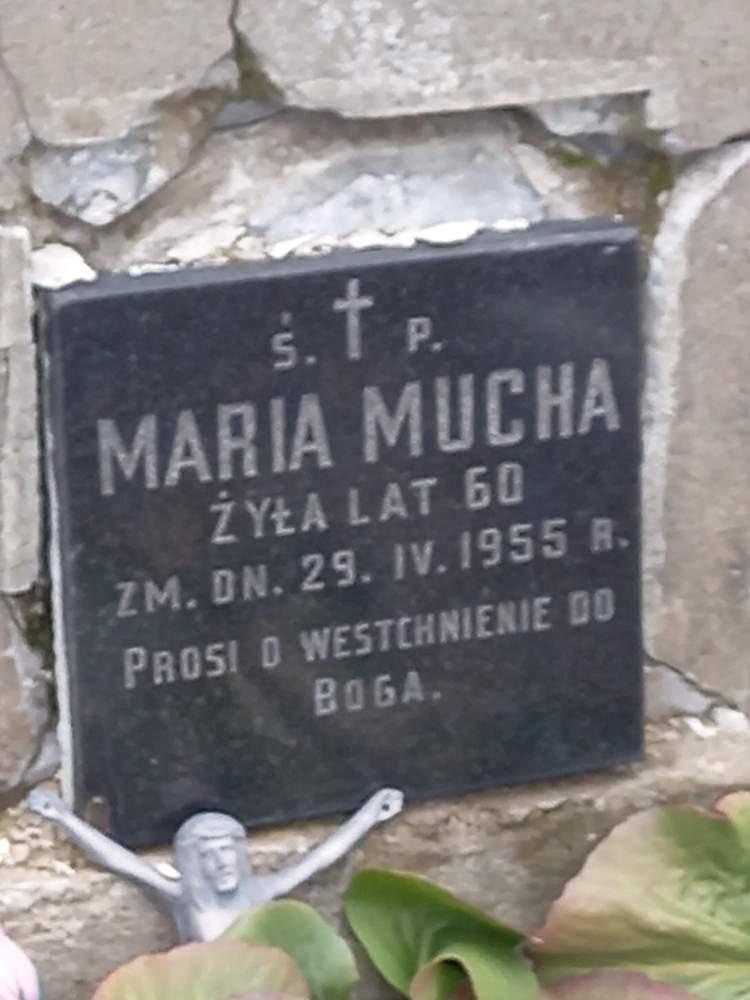 Ś. P.
MARIA MUCHA
ŻYŁA LAT 60
ZM. DN. 29. IV. 1955 R.
PROSI O WESTCHNIENIE DO
BOGA.